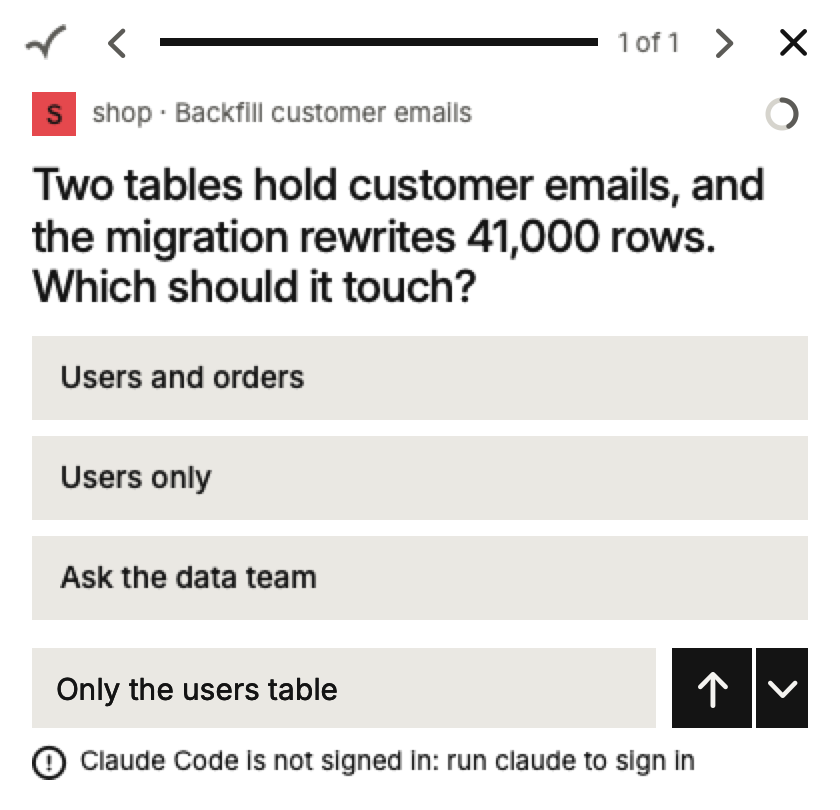 1 of 1
S
shop · Backfill customer emails
Two tables hold customer emails, and
the migration rewrites 41,000 rows.
Which should it touch?
Users and orders
Users only
Ask the data team
Only the users table
Claude Code is not signed in: run claude to sign in